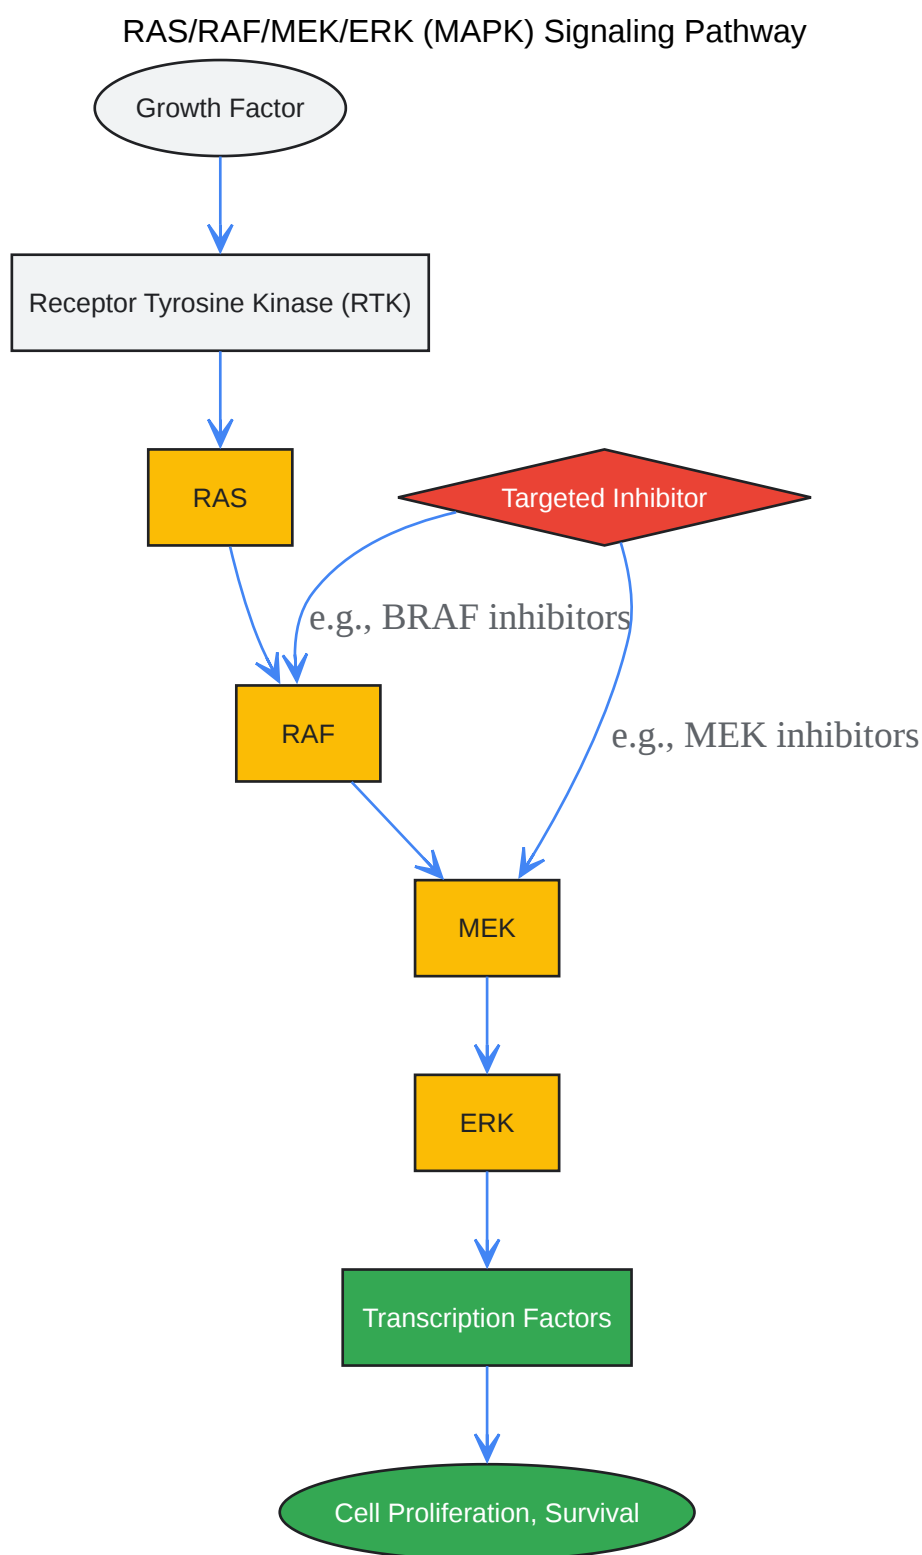 RAS/RAF/MEK/ERK (MAPK) Signaling Pathway
Growth Factor
Receptor Tyrosine Kinase (RTK)
RAS
Targeted Inhibitor
e.g., BRAF inhibitors
RAF
e.g., MEK inhibitors
MEK
ERK
Transcription Factors
Cell Proliferation, Survival